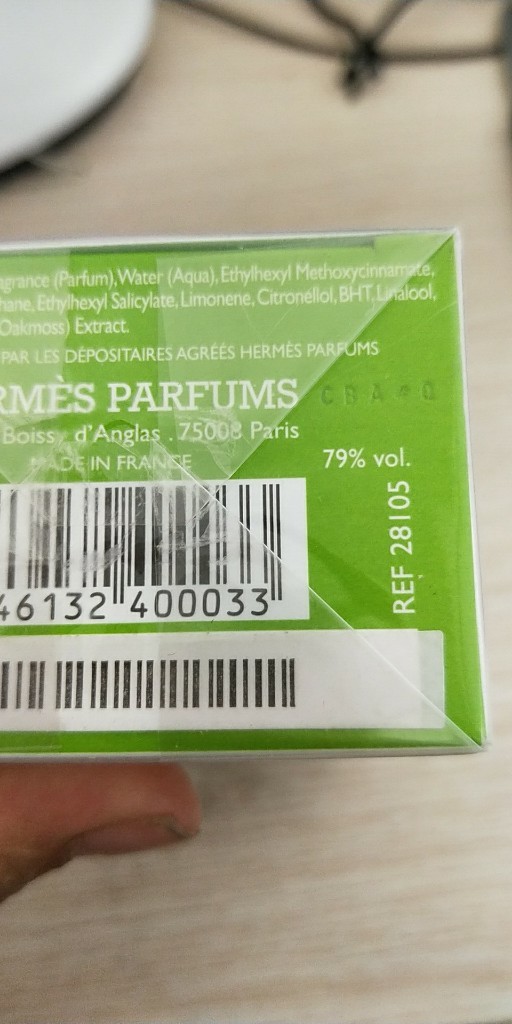 agrance (Parfum), Water (Aqua), Ethylhexyl Methoxycinnamate,
hane, Ethylhexyl Salicylate, Limonene, Citronellol, BHT, Linalool,
Oakmoss) Extract.
PAR LES DÉPOSITAIRES AGRÉÉS HERMÈS PARFUMS
RMÈS PARFUMS
Boissy d'Anglas . 75008 Paris
MADE IN FRANCE
79% vol.
REF 28105
46132 400033